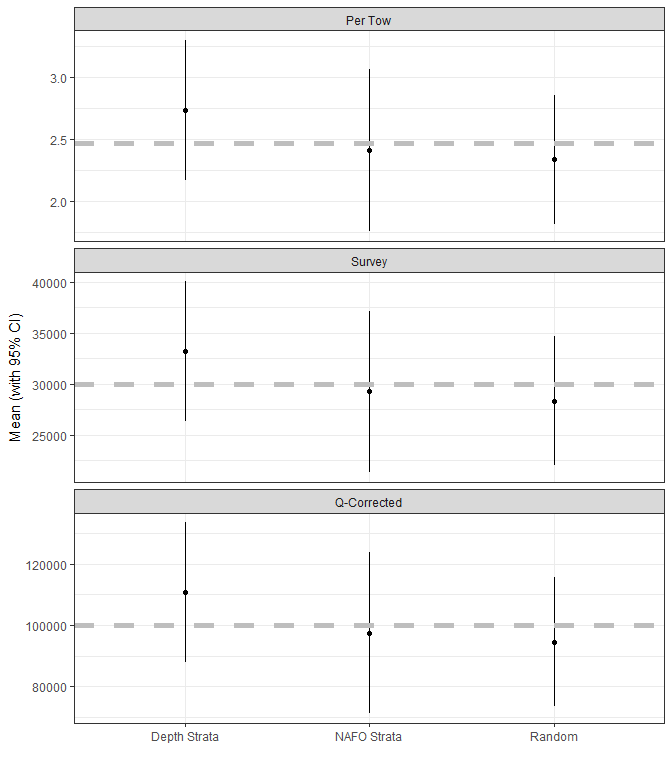 Per Tow
3.0
2.5
2.0
Survey
40000
35000
30000
25000
Mean (with 95% CI)
Q-Corrected
120000
100000
80000
Depth Strata NAFO Strata Random